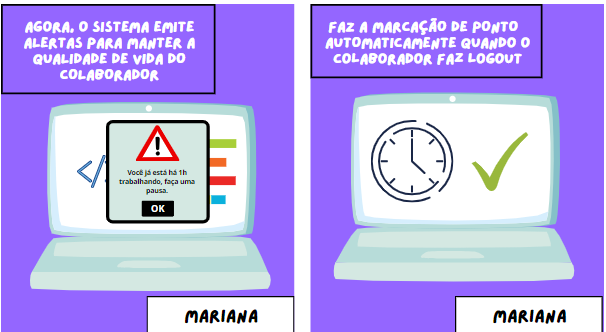 AGORA, O SISTEMA EMITE
ALERTAS PARA MANTER A
QUALIDADE DE VIDA DO
COLABORADOR
</
Você já está há 1h
trabalhando, faça uma
pausa.
OK
MARIANA
FAZ A MARCAÇÃO DE PONTO
AUTOMATICAMENTE QUANDO O
COLABORADOR FAZ LOGOUT
MARIANA